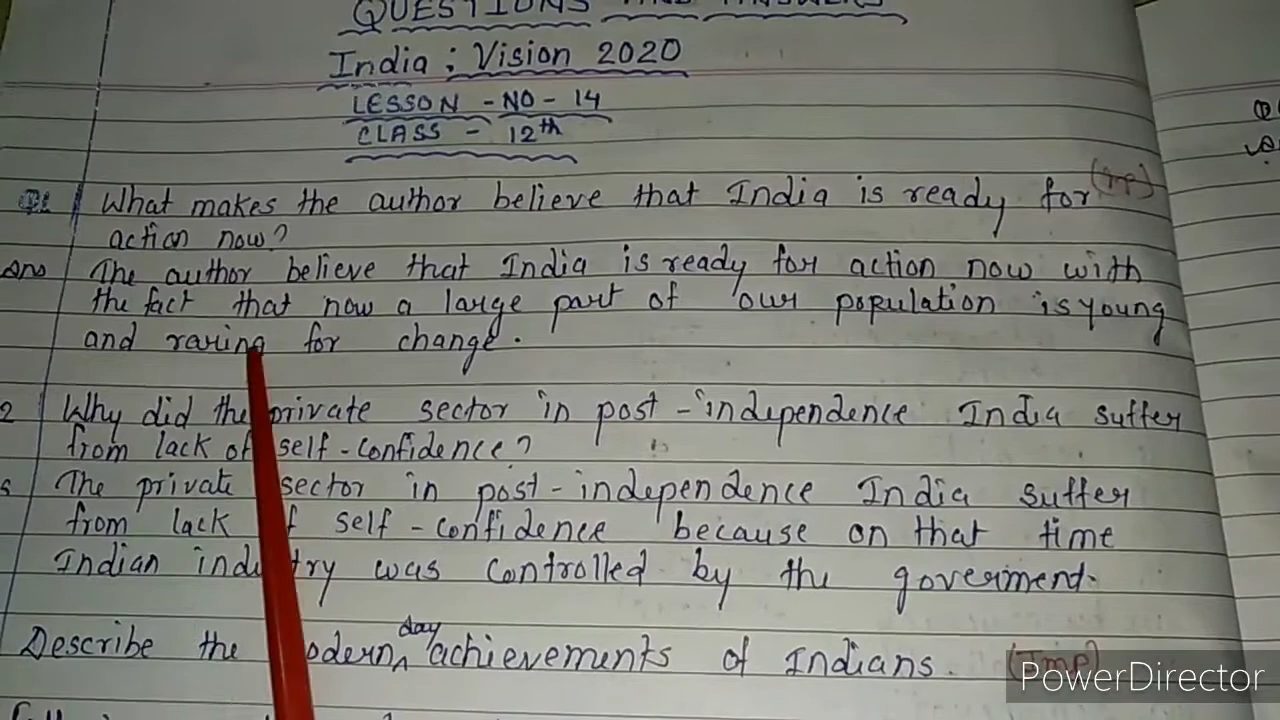 QUESTIONS AND ANSWERS
India : Vision 2020
LESSON - NO - 14
CLASS - 12th
Q1 What makes the author believe that India is ready for (Imp)
action now?
Ans The author believe that India is ready for action now with
the fact that now a large part of our population is young
and raring for change.
2 Why did the private sector in post - independence India suffer
from lack of self - confidence?
s The private sector in post - independence India suffer
from lack f self - confidence because on that time
Indian indu try was controlled by the goverment.
Describe the odern day achievements of Indians. (Imp)
PowerDirector